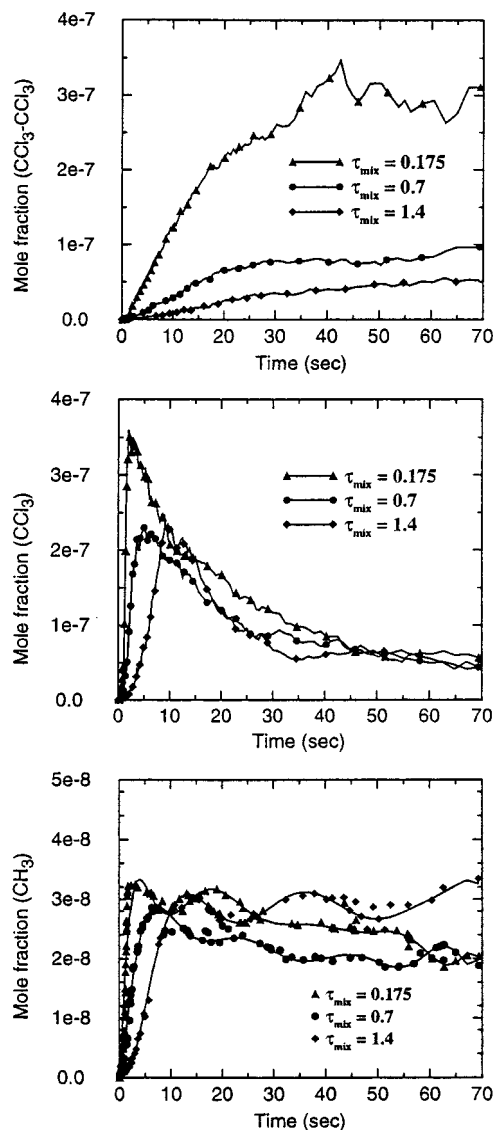 4e-7
3e-7
2e-7
1e-7
0.0
Mole fraction (CCl₃-CCl₃)
τmix = 0.175
τmix = 0.7
τmix = 1.4
0 10 20 30 40 50 60 70
Time (sec)
4e-7
3e-7
2e-7
1e-7
0.0
Mole fraction (CCl₃)
τmix = 0.175
τmix = 0.7
τmix = 1.4
0 10 20 30 40 50 60 70
Time (sec)
5e-8
4e-8
3e-8
2e-8
1e-8
0.0
Mole fraction (CH₃)
τmix = 0.175
τmix = 0.7
τmix = 1.4
0 10 20 30 40 50 60 70
Time (sec)